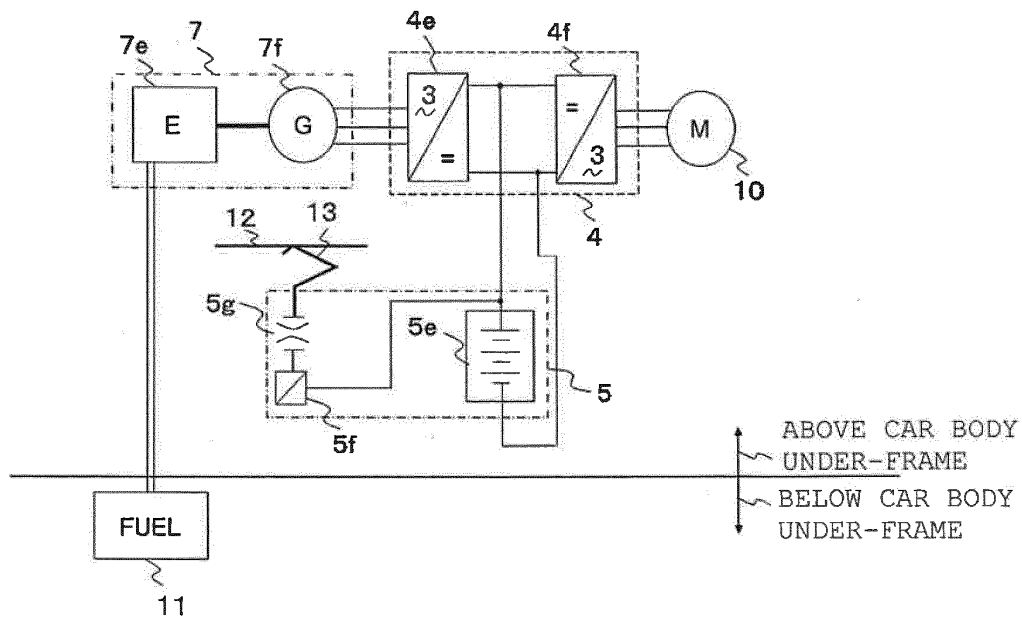 7
4e
4f
7e
7f
3
~
=
=
3
~
E
G
M
10
4
12
13
5g
5e
5
5f
ABOVE CAR BODY
UNDER-FRAME
BELOW CAR BODY
UNDER-FRAME
FUEL
11